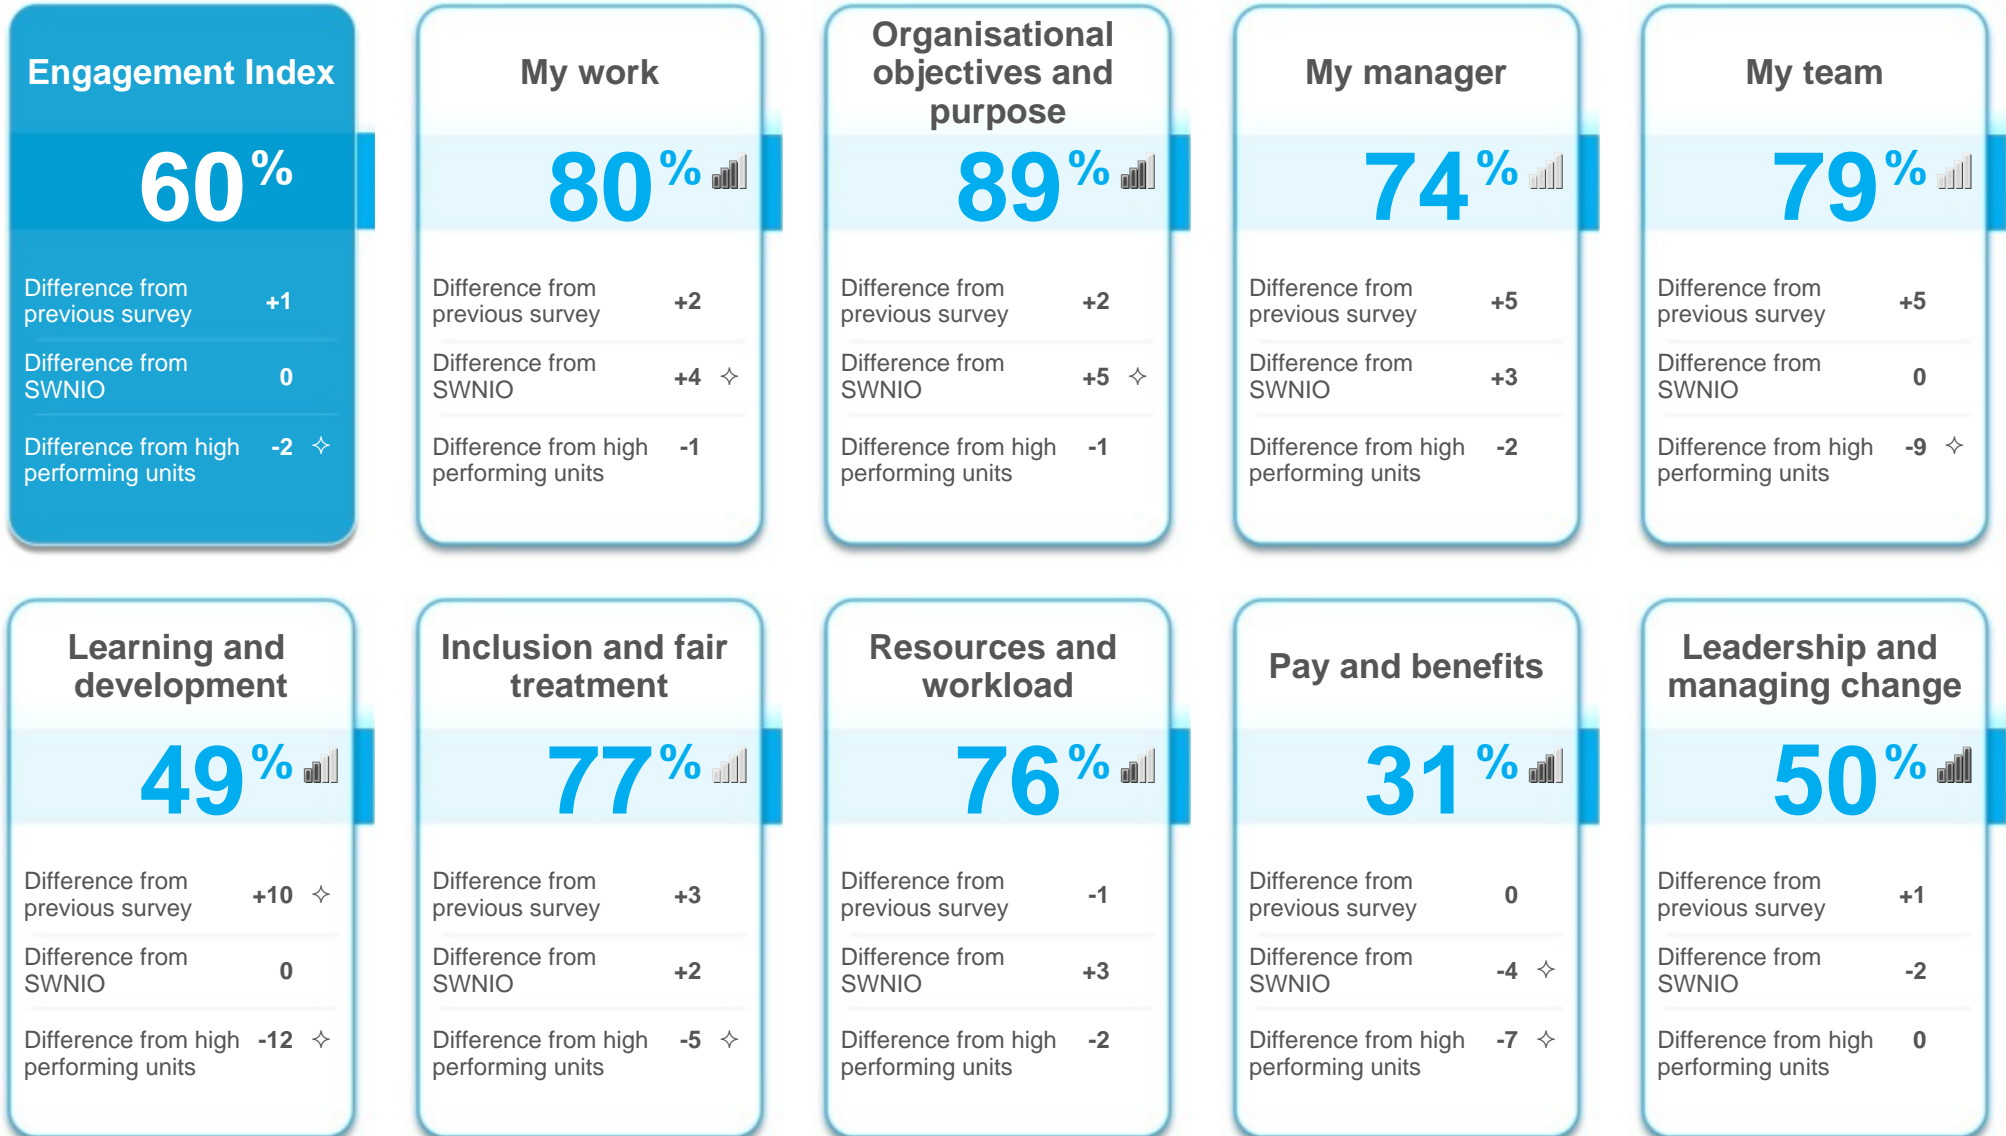 Engagement Index
60%
Difference from
previous survey +1
Difference from
SWNIO 0
Difference from high
performing units -2 ✧
My work
80%
Difference from
previous survey +2
Difference from
SWNIO +4 ✧
Difference from high
performing units -1
Organisational
objectives and
purpose
89%
Difference from
previous survey +2
Difference from
SWNIO +5 ✧
Difference from high
performing units -1
My manager
74%
Difference from
previous survey +5
Difference from
SWNIO +3
Difference from high
performing units -2
My team
79%
Difference from
previous survey +5
Difference from
SWNIO 0
Difference from high
performing units -9 ✧
Learning and
development
49%
Difference from
previous survey +10 ✧
Difference from
SWNIO 0
Difference from high
performing units -12 ✧
Inclusion and fair
treatment
77%
Difference from
previous survey +3
Difference from
SWNIO +2
Difference from high
performing units -5 ✧
Resources and
workload
76%
Difference from
previous survey -1
Difference from
SWNIO +3
Difference from high
performing units -2
Pay and benefits
31%
Difference from
previous survey 0
Difference from
SWNIO -4 ✧
Difference from high
performing units -7 ✧
Leadership and
managing change
50%
Difference from
previous survey +1
Difference from
SWNIO -2
Difference from high
performing units 0